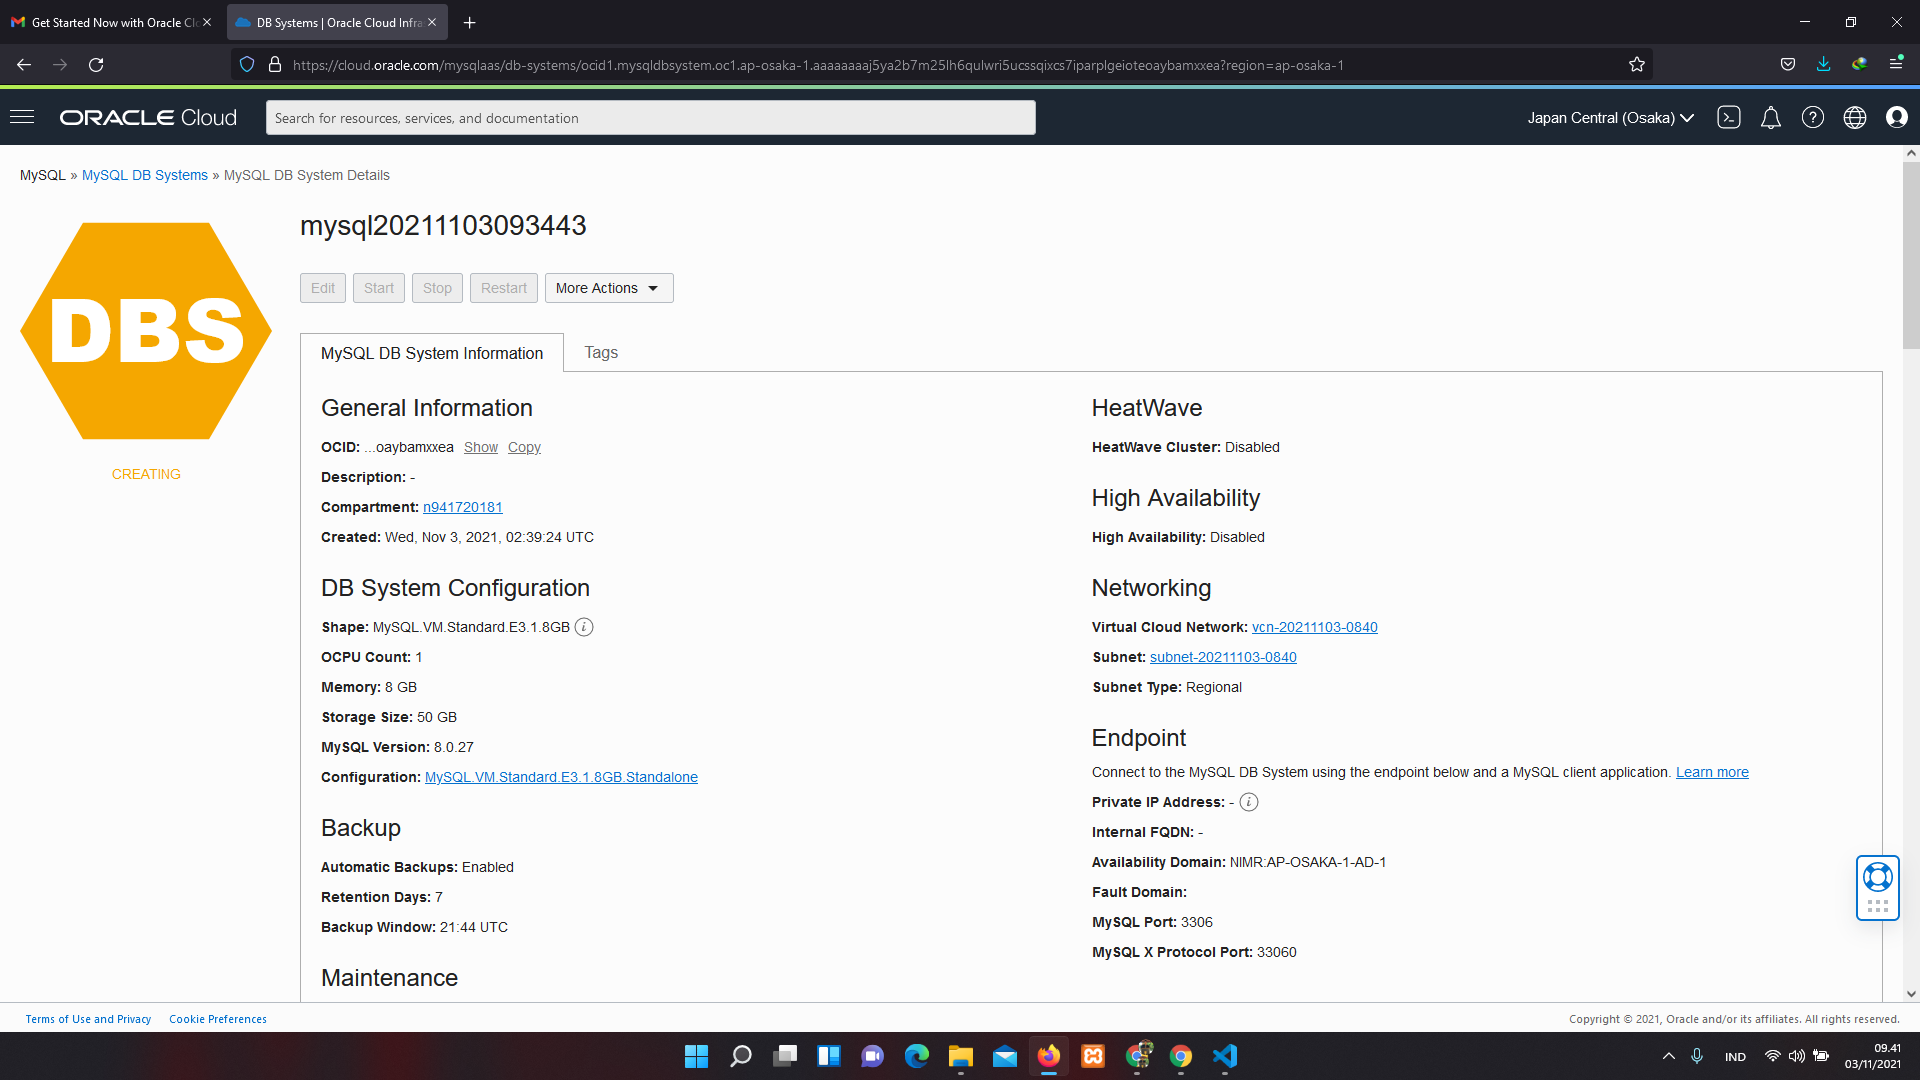 Get Started Now with Oracle Cl
DB Systems | Oracle Cloud Infra
https://cloud.oracle.com/mysqlaas/db-systems/ocid1.mysqldbsystem.oc1.ap-osaka-1.aaaaaaaaj5ya2b7m25lh6qulwri5ucssqixcs7iparplgeioteoaybamxxea?region=ap-osaka-1
ORACLE Cloud
Search for resources, services, and documentation
Japan Central (Osaka)
MySQL » MySQL DB Systems » MySQL DB System Details
DBS
CREATING
mysql20211103093443
Edit
Start
Stop
Restart
More Actions
MySQL DB System Information
Tags
General Information
OCID: ...oaybamxxea Show Copy
Description: -
Compartment: n941720181
Created: Wed, Nov 3, 2021, 02:39:24 UTC
DB System Configuration
Shape: MySQL.VM.Standard.E3.1.8GB
OCPU Count: 1
Memory: 8 GB
Storage Size: 50 GB
MySQL Version: 8.0.27
Configuration: MySQL.VM.Standard.E3.1.8GB.Standalone
Backup
Automatic Backups: Enabled
Retention Days: 7
Backup Window: 21:44 UTC
Maintenance
HeatWave
HeatWave Cluster: Disabled
High Availability
High Availability: Disabled
Networking
Virtual Cloud Network: vcn-20211103-0840
Subnet: subnet-20211103-0840
Subnet Type: Regional
Endpoint
Connect to the MySQL DB System using the endpoint below and a MySQL client application. Learn more
Private IP Address: -
Internal FQDN: -
Availability Domain: NIMR:AP-OSAKA-1-AD-1
Fault Domain:
MySQL Port: 3306
MySQL X Protocol Port: 33060
Terms of Use and Privacy
Cookie Preferences
Copyright © 2021, Oracle and/or its affiliates. All rights reserved.
IND
09.41
03/11/2021